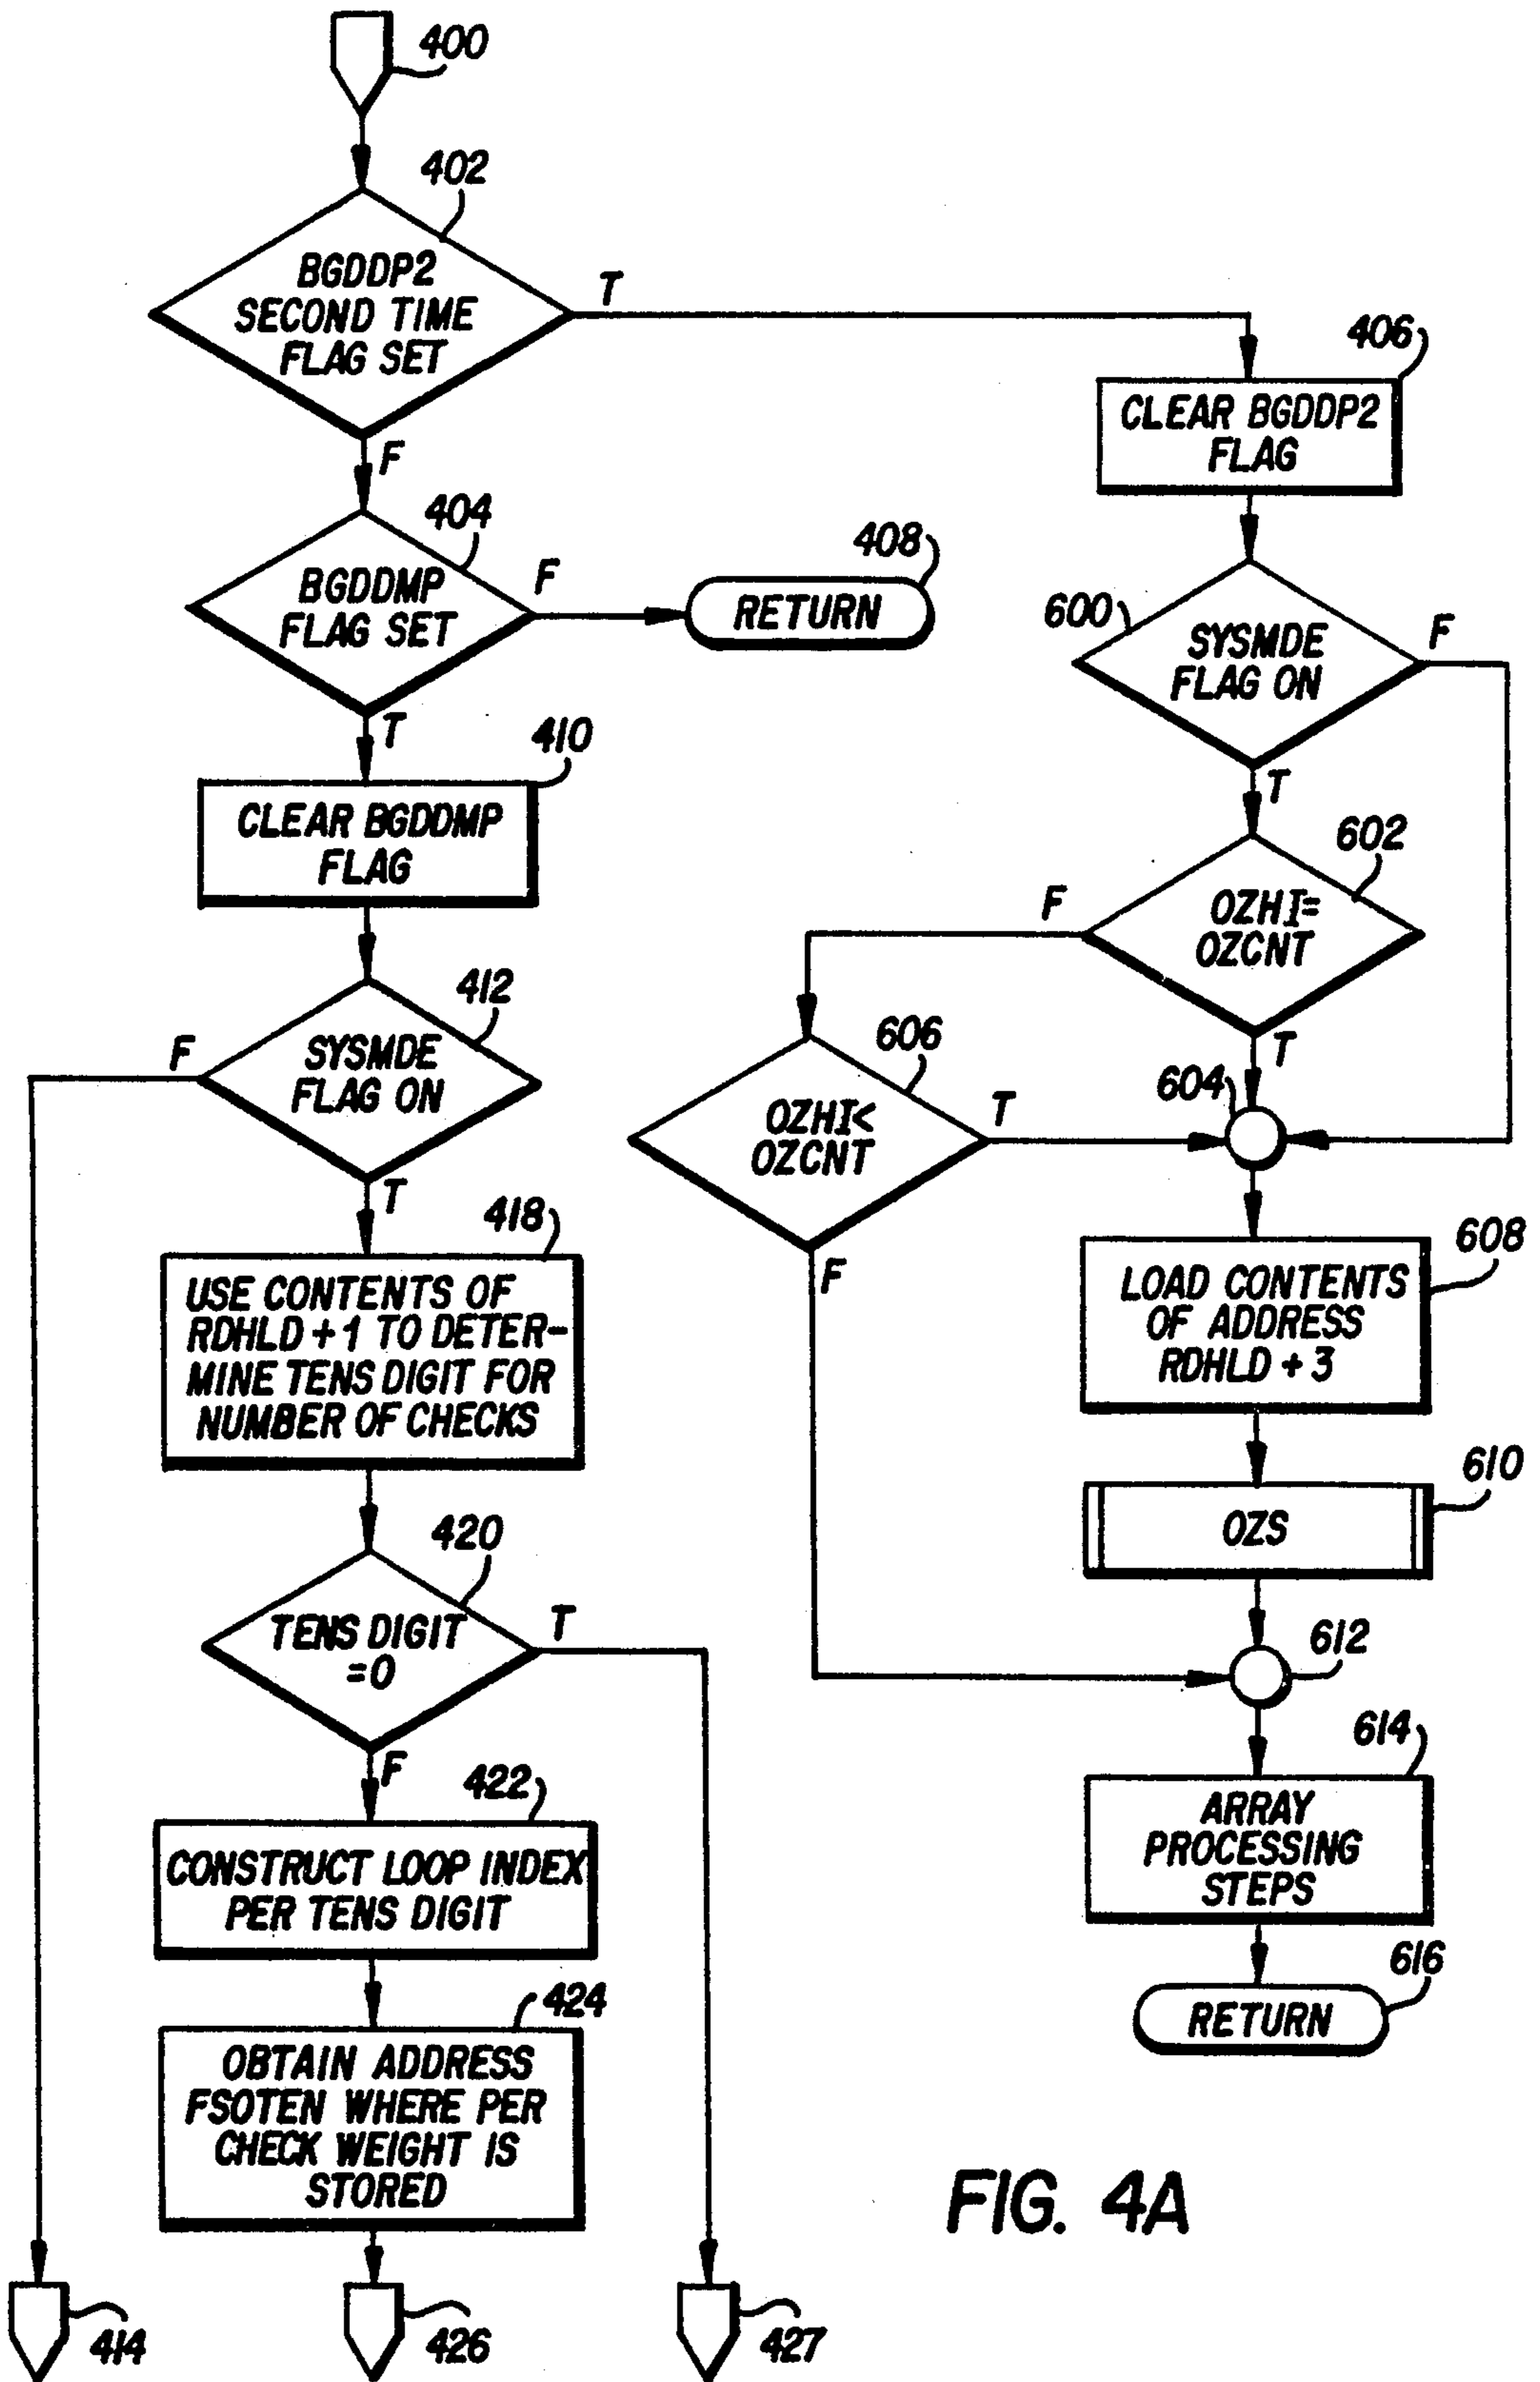 400
402
BGDDP2
SECOND TIME
FLAG SET
T
F
406
CLEAR BGDDP2
FLAG
404
BGDDMP
FLAG SET
F
408
RETURN
T
600
SYSMDE
FLAG ON
F
T
410
CLEAR BGDDMP
FLAG
602
OZHI=
OZCNT
F
T
412
SYSMDE
FLAG ON
F
T
606
OZHI<
OZCNT
T
F
604
418
USE CONTENTS OF
RDHLD + 1 TO DETER-
MINE TENS DIGIT FOR
NUMBER OF CHECKS
608
LOAD CONTENTS
OF ADDRESS
RDHLD + 3
610
OZS
420
TENS DIGIT
=0
T
F
612
422
CONSTRUCT LOOP INDEX
PER TENS DIGIT
614
ARRAY
PROCESSING
STEPS
424
OBTAIN ADDRESS
FSOTEN WHERE PER
CHECK WEIGHT IS
STORED
616
RETURN
FIG. 4A
414
426
427